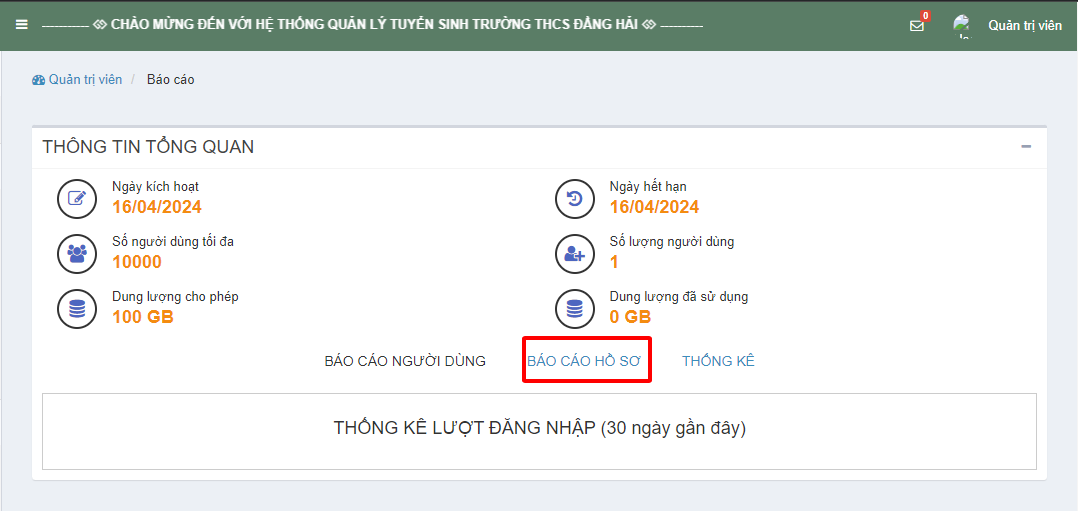 ---------- CHÀO MỪNG ĐẾN VỚI HỆ THỐNG QUẢN LÝ TUYỂN SINH TRƯỜNG THCS ĐẰNG HẢI ----------
0
Quản trị viên
Quản trị viên / Báo cáo
THÔNG TIN TỔNG QUAN
Ngày kích hoạt
16/04/2024
Ngày hết hạn
16/04/2024
Số người dùng tối đa
10000
Số lượng người dùng
1
Dung lượng cho phép
100 GB
Dung lượng đã sử dụng
0 GB
BÁO CÁO NGƯỜI DÙNG
BÁO CÁO HỒ SƠ
THỐNG KÊ
THỐNG KÊ LƯỢT ĐĂNG NHẬP (30 ngày gần đây)